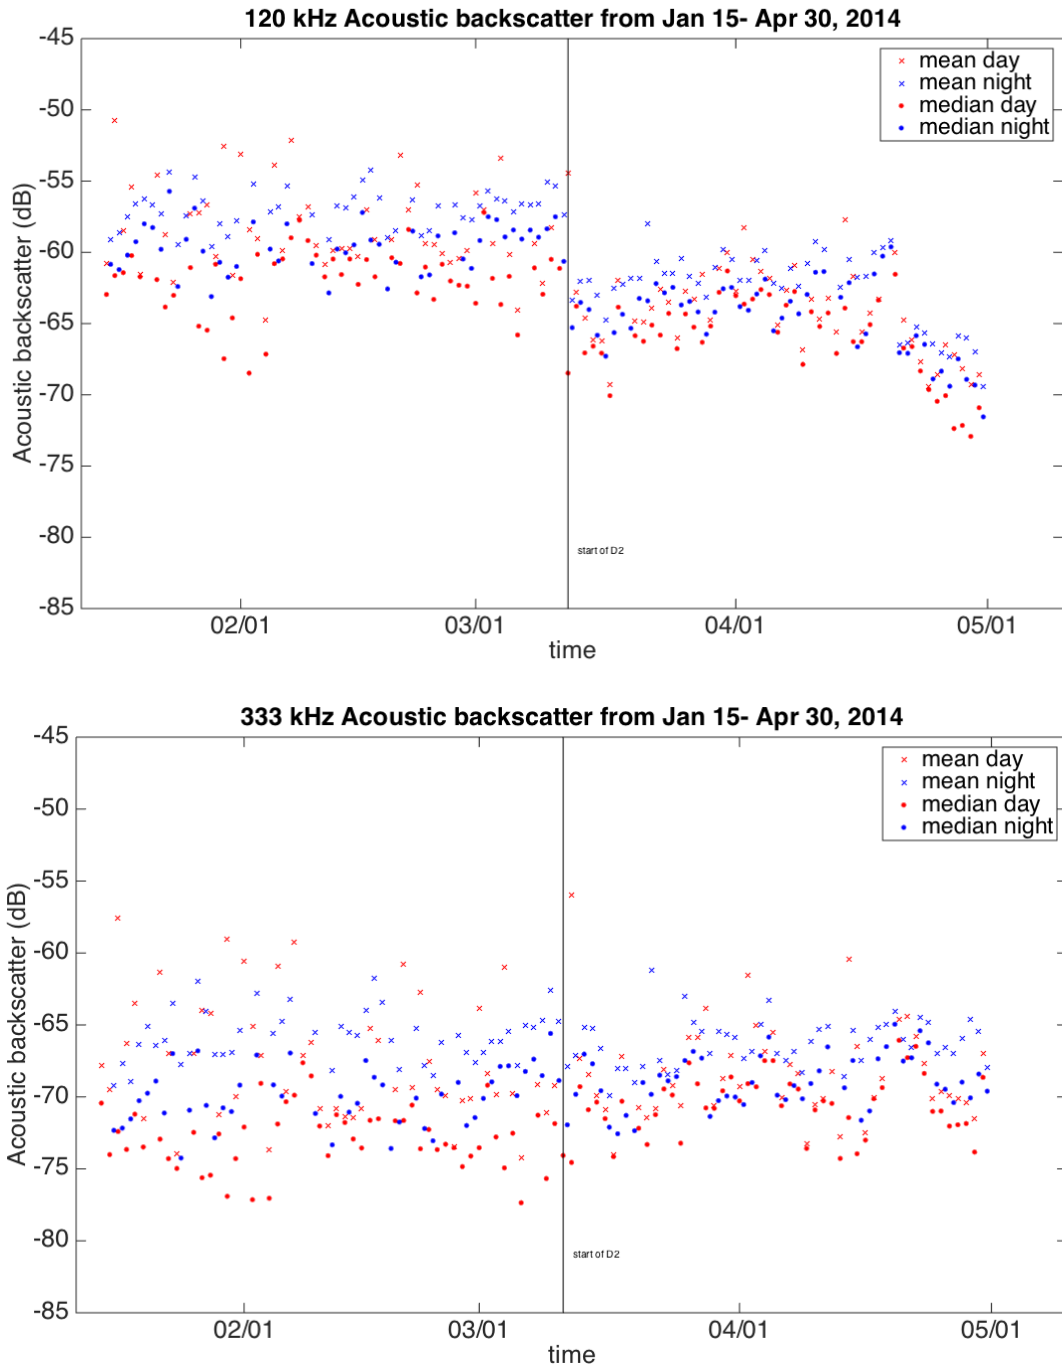 120 kHz Acoustic backscatter from Jan 15- Apr 30, 2014
-45
-50
-55
-60
-65
-70
-75
-80
-85
Acoustic backscatter (dB)
mean day
mean night
median day
median night
start of D2
02/01
03/01
04/01
05/01
time
333 kHz Acoustic backscatter from Jan 15- Apr 30, 2014
-45
-50
-55
-60
-65
-70
-75
-80
-85
Acoustic backscatter (dB)
mean day
mean night
median day
median night
start of D2
02/01
03/01
04/01
05/01
time